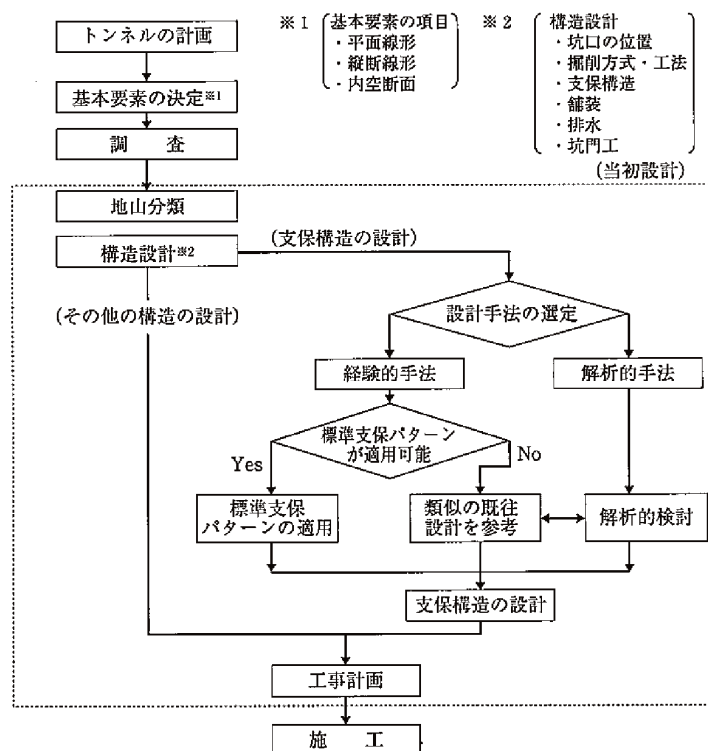 トンネルの計画
基本要素の決定※1
調　査
※1
基本要素の項目
・平面線形
・縦断線形
・内空断面
※2
構造設計
・坑口の位置
・掘削方式・工法
・支保構造
・舗装
・排水
・坑門工
(当初設計)
地山分類
構造設計※2
(支保構造の設計)
(その他の構造の設計)
設計手法の選定
経験的手法
解析的手法
標準支保パターン
が適用可能
Yes
No
標準支保
パターンの適用
類似の既往
設計を参考
解析的検討
支保構造の設計
工事計画
施　工